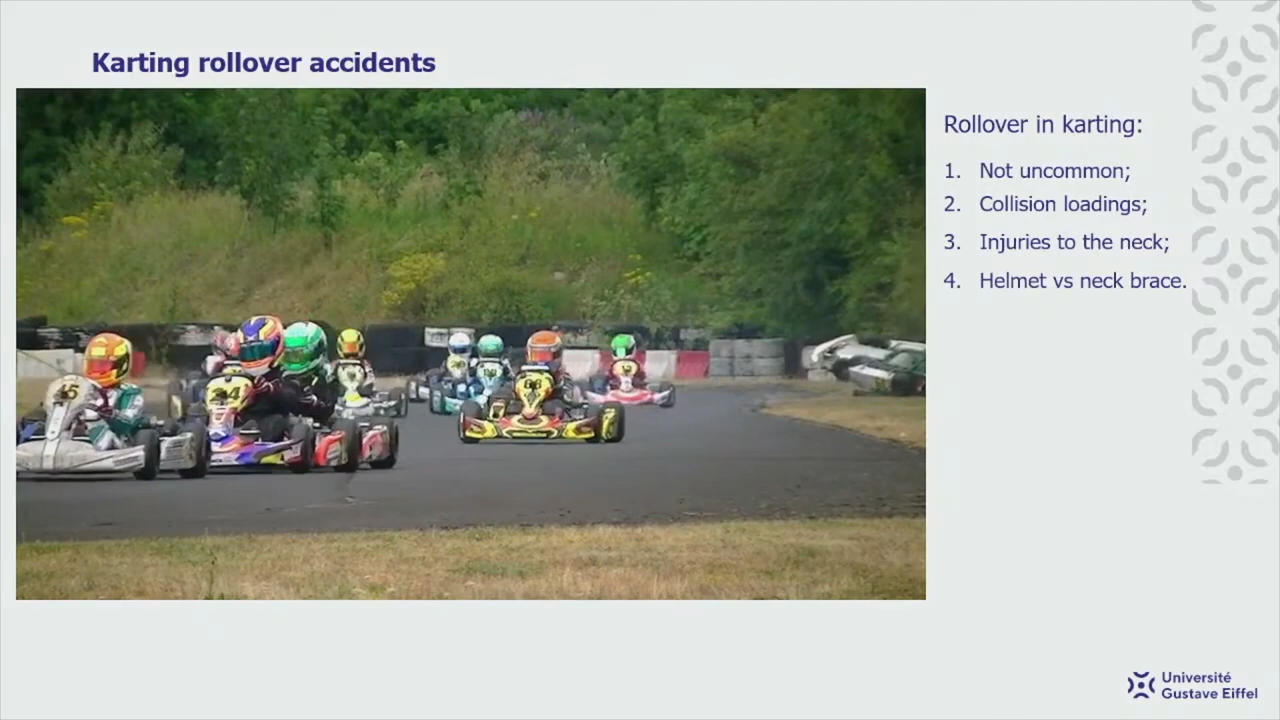 Karting rollover accidents
Rollover in karting:
1. Not uncommon;
2. Collision loadings;
3. Injuries to the neck;
4. Helmet vs neck brace.
Université
Gustave Eiffel